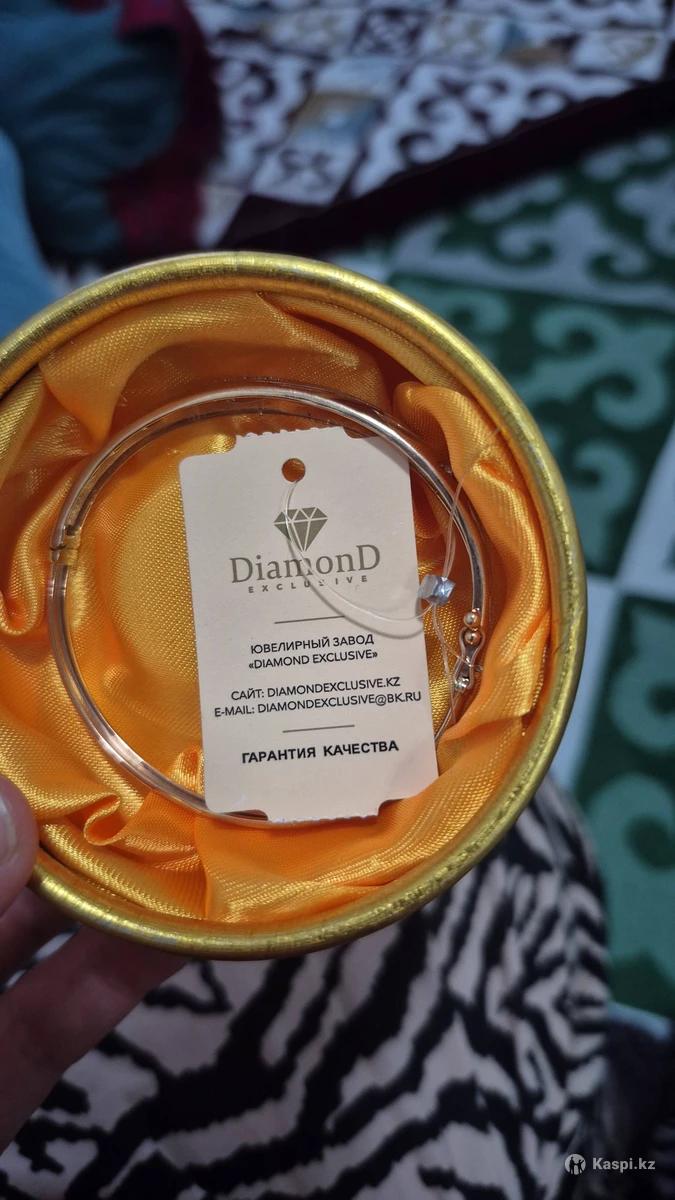 DiamonD
EXCLUSIVE
ЮВЕЛИРНЫЙ ЗАВОД
«DIAMOND EXCLUSIVE»
САЙТ: DIAMONDEXCLUSIVE.KZ
E-MAIL: DIAMONDEXCLUSIVE@BK.RU
ГАРАНТИЯ КАЧЕСТВА
Kaspi.kz